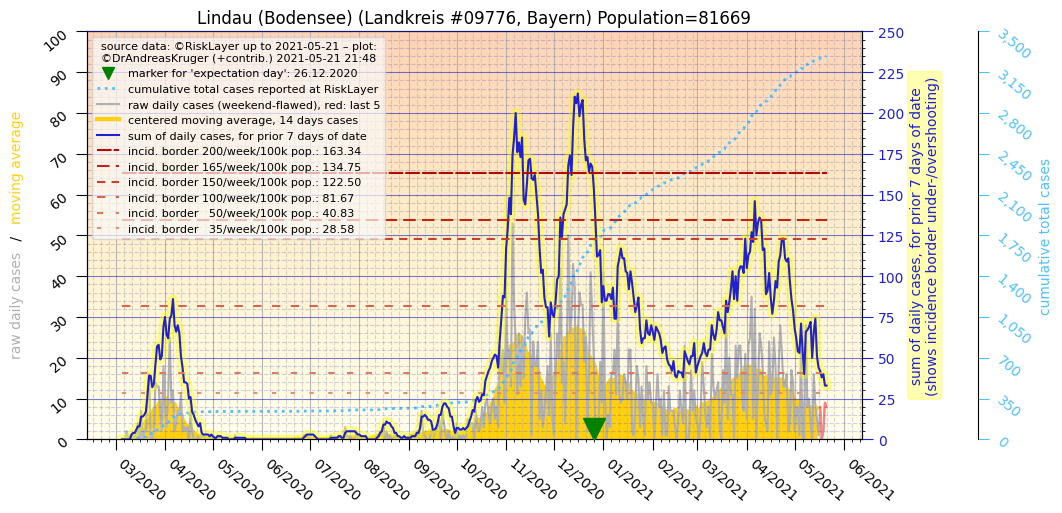 Lindau (Bodensee) (Landkreis #09776, Bayern) Population=81669
source data: ©RiskLayer up to 2021-05-21 – plot:
©DrAndreasKruger (+contrib.) 2021-05-21 21:48
marker for 'expectation day': 26.12.2020
cumulative total cases reported at RiskLayer
raw daily cases (weekend-flawed), red: last 5
centered moving average, 14 days cases
sum of daily cases, for prior 7 days of date
incid. border 200/week/100k pop.: 163.34
incid. border 165/week/100k pop.: 134.75
incid. border 150/week/100k pop.: 122.50
incid. border 100/week/100k pop.: 81.67
incid. border 50/week/100k pop.: 40.83
incid. border 35/week/100k pop.: 28.58
raw daily cases / moving average
100
90
80
70
60
50
40
30
20
10
0
03/2020
04/2020
05/2020
06/2020
07/2020
08/2020
09/2020
10/2020
11/2020
12/2020
01/2021
02/2021
03/2021
04/2021
05/2021
06/2021
250
225
200
175
150
125
100
75
50
25
0
sum of daily cases, for prior 7 days of date
(shows incidence border under-/overshooting)
3,500
3,150
2,800
2,450
2,100
1,750
1,400
1,050
700
350
0
cumulative total cases